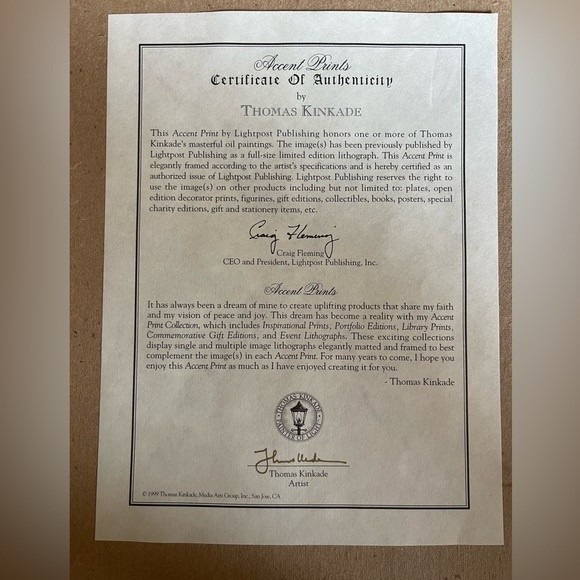 Accent Prints
Certificate Of Authenticity
by
THOMAS KINKADE
This Accent Print by Lightpost Publishing honors one or more of Thomas
Kinkade's masterful oil paintings. The image(s) has been previously published by
Lightpost Publishing as a full-size limited edition lithograph. This Accent Print is
elegantly framed according to the artist's specifications and is hereby certified as an
authorized issue of Lightpost Publishing. Lightpost Publishing reserves the right to
use the image(s) on other products including but not limited to: plates, open
edition decorator prints, figurines, gift editions, collectibles, books, posters, special
charity editions, gift and stationery items, etc.
Craig Fleming
Craig Fleming
CEO and President, Lightpost Publishing, Inc.
Accent Prints
It has always been a dream of mine to create uplifting products that share my faith
and my vision of peace and joy. This dream has become a reality with my Accent
Print Collection, which includes Inspirational Prints, Portfolio Editions, Library Prints,
Commemorative Gift Editions, and Event Lithographs. These exciting collections
display single and multiple image lithographs elegantly matted and framed to best
complement the image(s) in each Accent Print. For many years to come, I hope you
enjoy this Accent Print as much as I have enjoyed creating it for you.
- Thomas Kinkade
THOMAS KINKADE
PAINTER OF LIGHT
Thomas Kinkade
Artist
© 1999 Thomas Kinkade, Media Arts Group, Inc., San Jose, CA